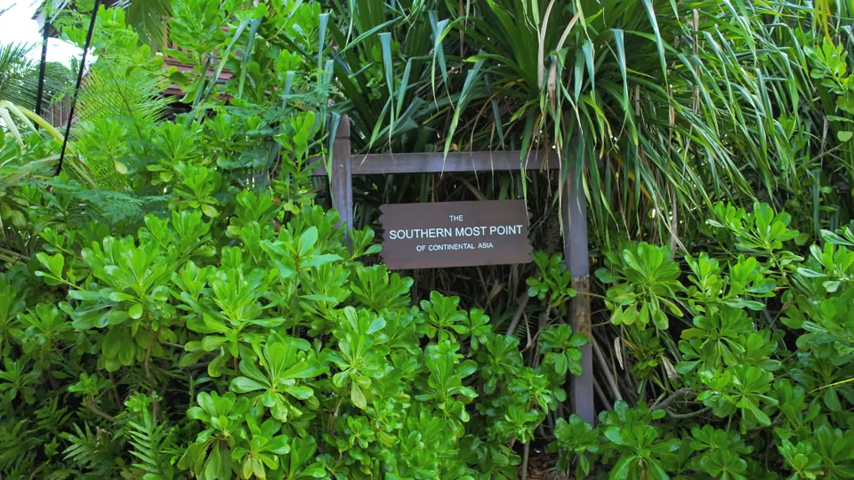 THE
SOUTHERN MOST POINT
OF CONTINENTAL ASIA